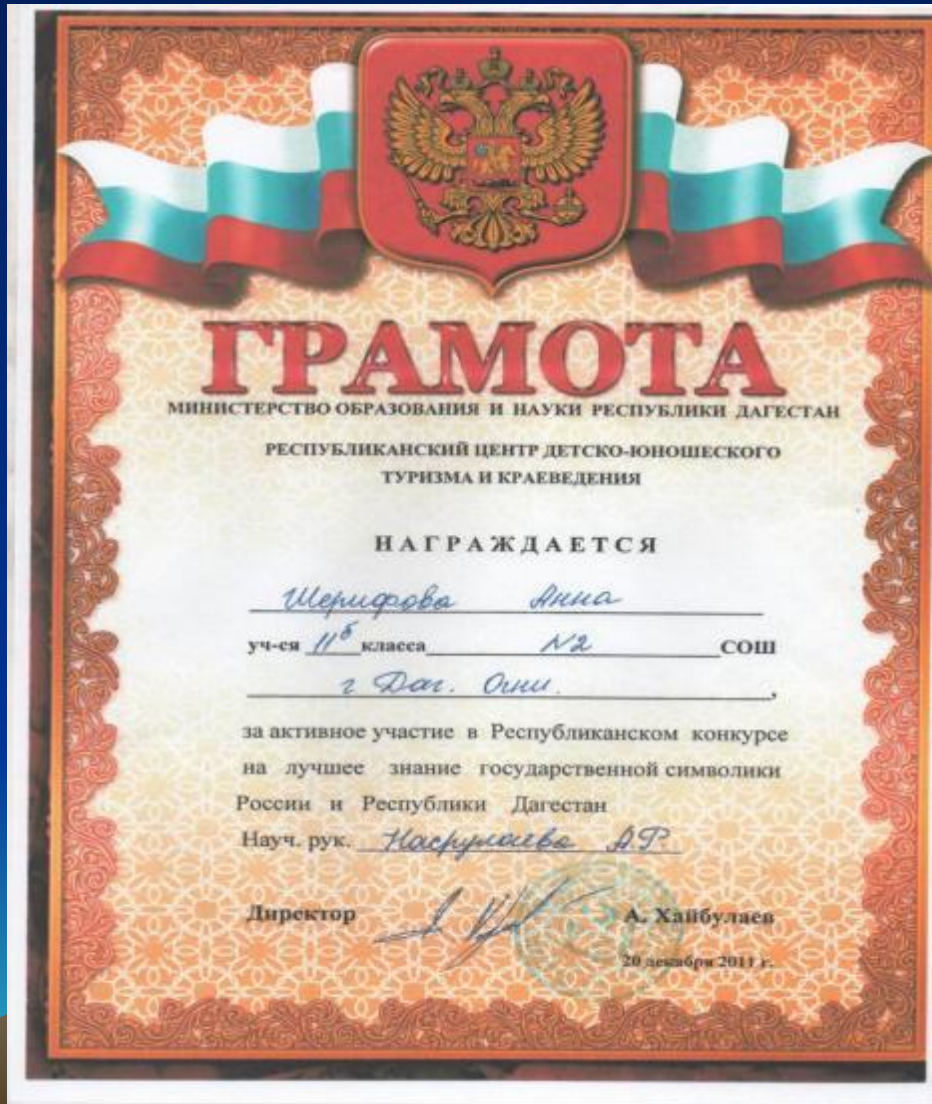 ГРАМОТА
МИНИСТЕРСТВО ОБРАЗОВАНИЯ И НАУКИ РЕСПУБЛИКИ ДАГЕСТАН
РЕСПУБЛИКАНСКИЙ ЦЕНТР ДЕТСКО-ЮНОШЕСКОГО
ТУРИЗМА И КРАЕВЕДЕНИЯ
НАГРАЖДАЕТСЯ
Шерифова Анна
уч-ся 11б класса N2 СОШ
г Даг. Огни.,
за активное участие в Республиканском конкурсе
на лучшее знание государственной символики
России и Республики Дагестан
Науч. рук. Насрулаева А.Р.
Директор А. Хайбулаев
20 декабря 2011 г.